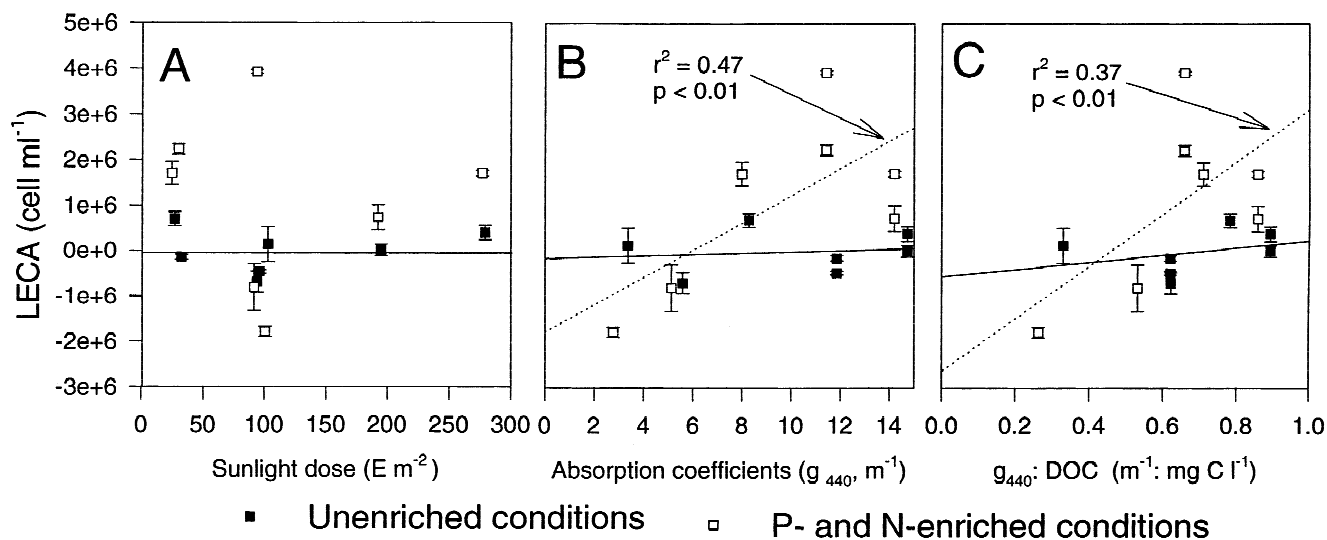 5e+6
4e+6
3e+6
2e+6
1e+6
0e+0
-1e+6
-2e+6
-3e+6
LECA (cell ml⁻¹)
A
0 50 100 150 200 250 300
Sunlight dose (E m⁻²)
B
r² = 0.47
p < 0.01
0 2 4 6 8 10 12 14
Absorption coefficients (g ₄₄₀, m⁻¹)
C
r² = 0.37
p < 0.01
0.0 0.2 0.4 0.6 0.8 1.0
g₄₄₀: DOC (m⁻¹: mg C l⁻¹)
Unenriched conditions
P- and N-enriched conditions